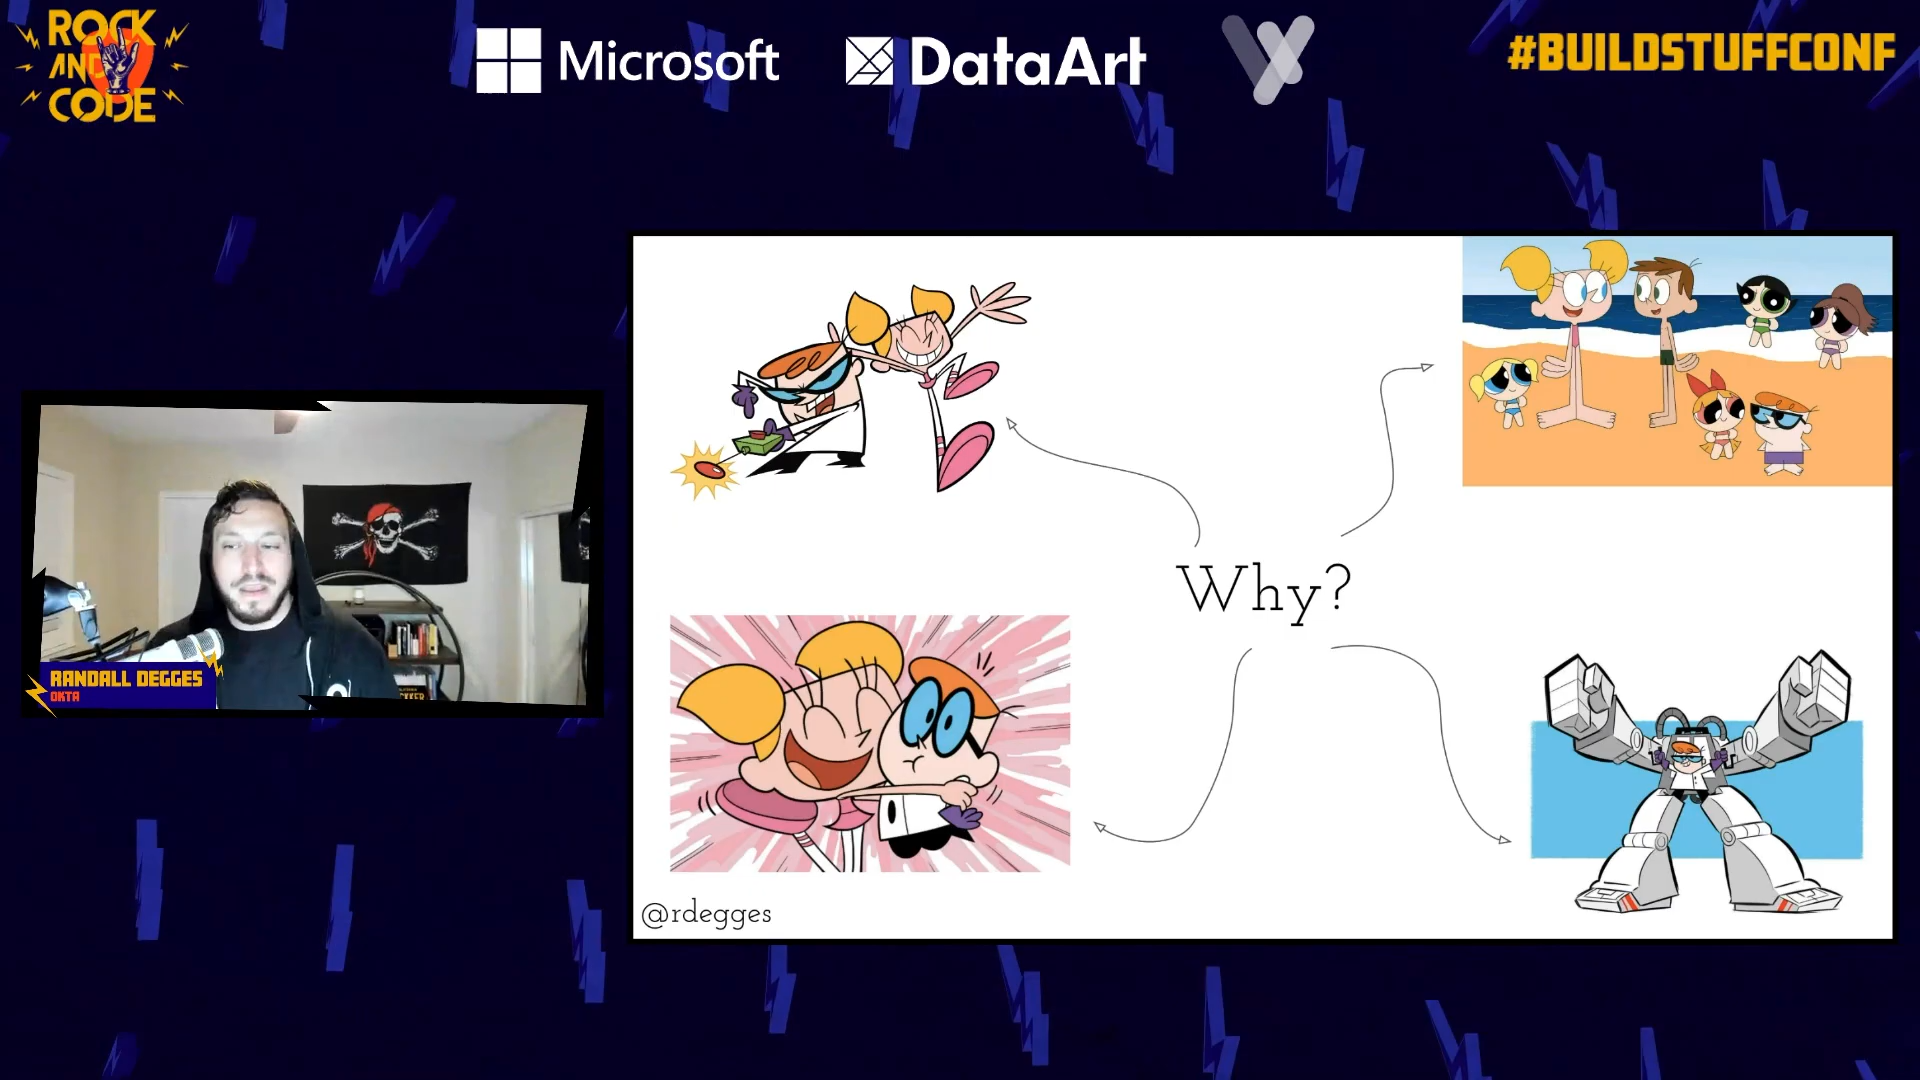 ROCK
AND
CODE
Microsoft
DataArt
#BUILDSTUFFCONF
Why?
RANDALL DEGGES
OKTA
@rdegges